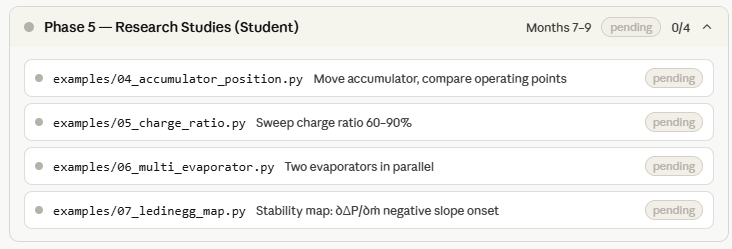 Phase 5 — Research Studies (Student) Months 7–9 pending 0/4
examples/04_accumulator_position.py Move accumulator, compare operating points pending
examples/05_charge_ratio.py Sweep charge ratio 60–90% pending
examples/06_multi_evaporator.py Two evaporators in parallel pending
examples/07_ledinegg_map.py Stability map: ∂ΔP/∂ṁ negative slope onset pending